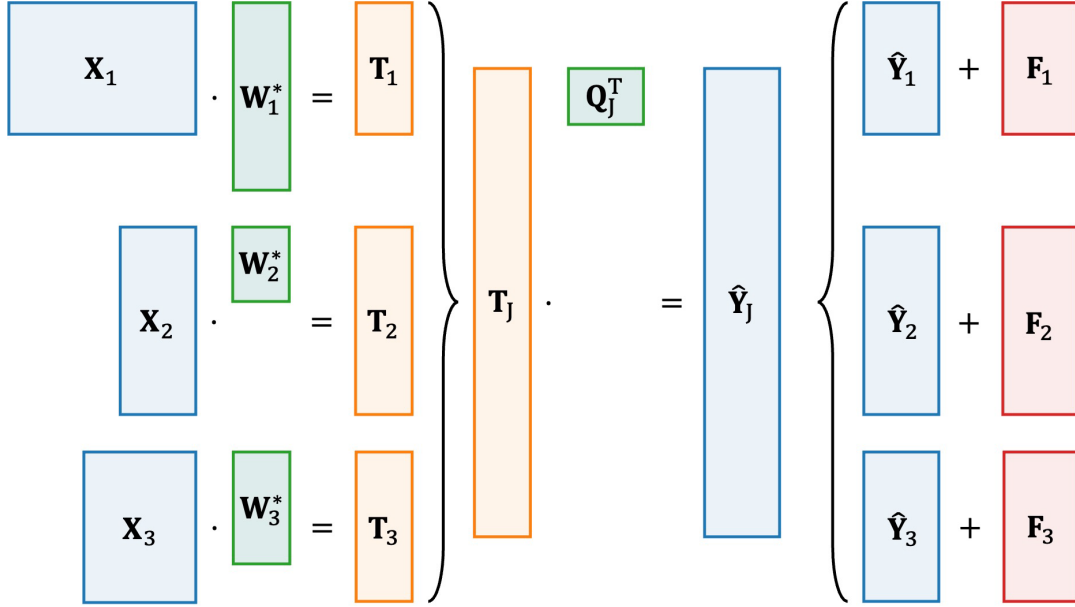 X₁ · W₁* = T₁
Ŷ₁ + F₁
Q_J^T
X₂ · W₂* = T₂
T_J · = Ŷ_J
Ŷ₂ + F₂
X₃ · W₃* = T₃
Ŷ₃ + F₃